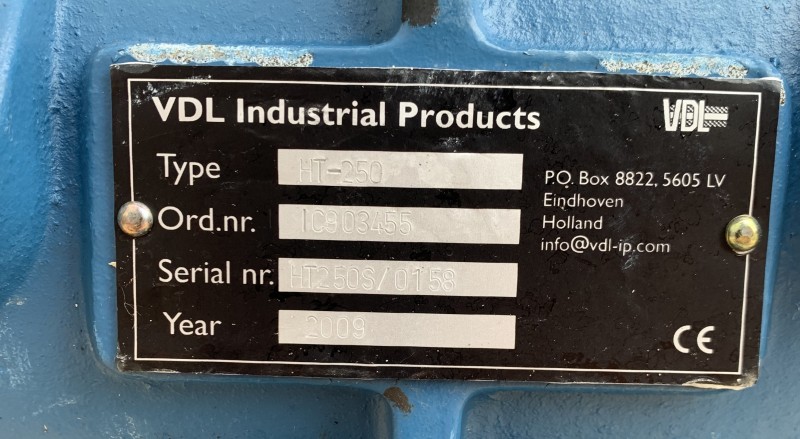 VDL Industrial Products
VDL
Type HT-250
P.O. Box 8822, 5605 LV
Eindhoven
Holland
info@vdl-ip.com
Ord.nr. IC903455
Serial nr. HT250S/0158
Year 2009
CE